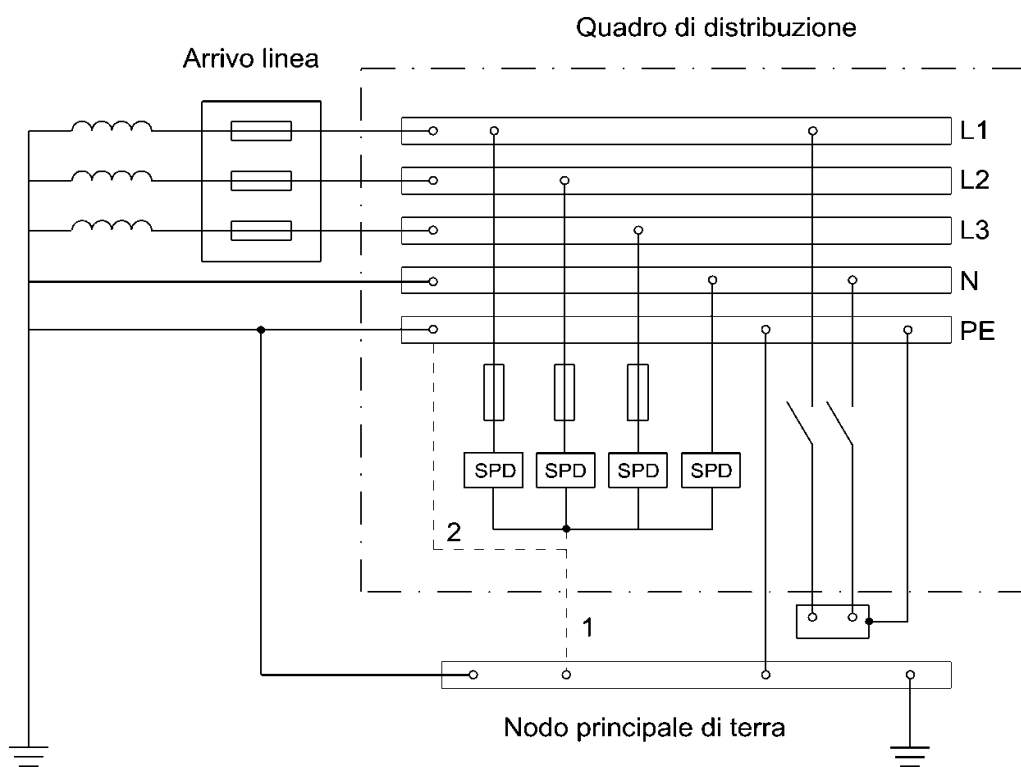 Quadro di distribuzione
Arrivo linea
L1
L2
L3
N
PE
SPD SPD SPD SPD
2
1
Nodo principale di terra